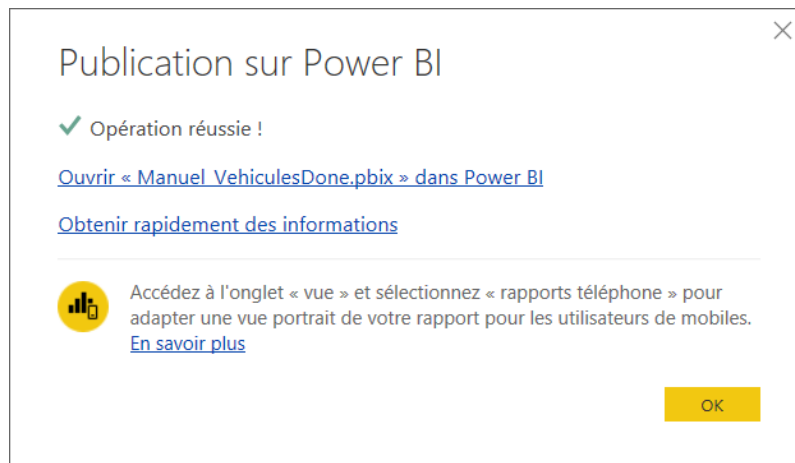 Publication sur Power BI
Opération réussie !
Ouvrir « Manuel_VehiculesDone.pbix » dans Power BI
Obtenir rapidement des informations
Accédez à l'onglet « vue » et sélectionnez « rapports téléphone » pour
adapter une vue portrait de votre rapport pour les utilisateurs de mobiles.
En savoir plus
OK